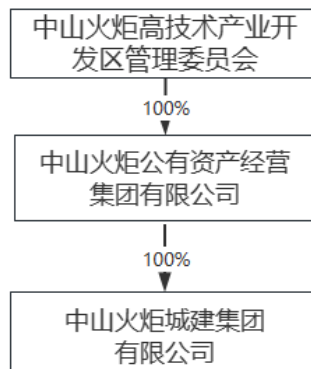 中山火炬高技术产业开
发区管理委员会
100%
中山火炬公有资产经营
集团有限公司
100%
中山火炬城建集团
有限公司